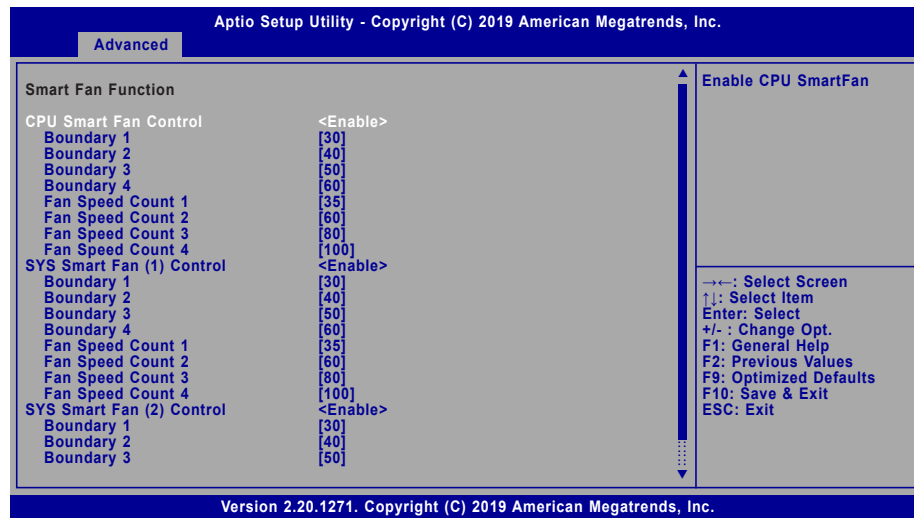 Aptio Setup Utility - Copyright (C) 2019 American Megatrends, Inc.
Advanced
Smart Fan Function
CPU Smart Fan Control <Enable>
Boundary 1 [30]
Boundary 2 [40]
Boundary 3 [50]
Boundary 4 [60]
Fan Speed Count 1 [35]
Fan Speed Count 2 [60]
Fan Speed Count 3 [80]
Fan Speed Count 4 [100]
SYS Smart Fan (1) Control <Enable>
Boundary 1 [30]
Boundary 2 [40]
Boundary 3 [50]
Boundary 4 [60]
Fan Speed Count 1 [35]
Fan Speed Count 2 [60]
Fan Speed Count 3 [80]
Fan Speed Count 4 [100]
SYS Smart Fan (2) Control <Enable>
Boundary 1 [30]
Boundary 2 [40]
Boundary 3 [50]
Enable CPU SmartFan
→←: Select Screen
↑↓: Select Item
Enter: Select
+/- : Change Opt.
F1: General Help
F2: Previous Values
F9: Optimized Defaults
F10: Save & Exit
ESC: Exit
Version 2.20.1271. Copyright (C) 2019 American Megatrends, Inc.